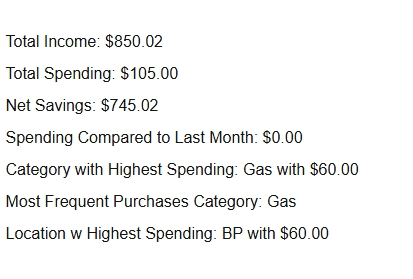 Total Income: $850.02
Total Spending: $105.00
Net Savings: $745.02
Spending Compared to Last Month: $0.00
Category with Highest Spending: Gas with $60.00
Most Frequent Purchases Category: Gas
Location w Highest Spending: BP with $60.00